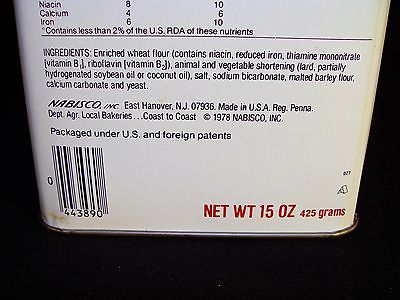 Niacin 8 10
Calcium 4 6
Iron 6 10
*Contains less than 2% of the U.S. RDA of these nutrients
INGREDIENTS: Enriched wheat flour (contains niacin, reduced iron, thiamine mononitrate
[vitamin B₁], riboflavin [vitamin B₂]), animal and vegetable shortening (lard, partially
hydrogenated soybean oil or coconut oil), salt, sodium bicarbonate, malted barley flour,
calcium carbonate and yeast.
NABISCO, INC East Hanover, N.J. 07936. Made in U.S.A. Reg. Penna.
Dept. Agr. Local Bakeries...Coast to Coast © 1978 NABISCO, INC.
Packaged under U.S. and foreign patents
827
0
443890
NET WT 15 OZ 425 grams